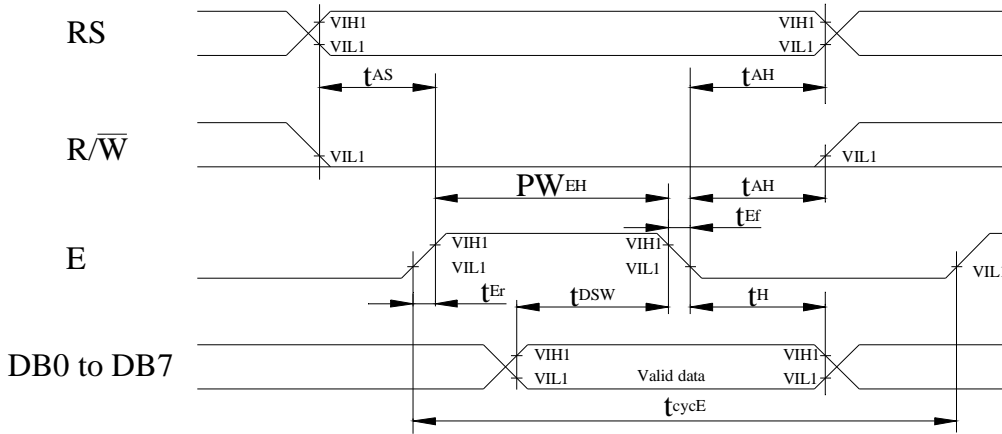 RS
VIH1 VIH1
VIL1 VIL1
tAS tAH
R/W̅
VIL1 VIL1
PWEH tAH
tEf
E
VIH1 VIH1
VIL1 VIL1 VIL1
tEr tDSW tH
DB0 to DB7
VIH1 VIH1
VIL1 Valid data VIL1
tcycE